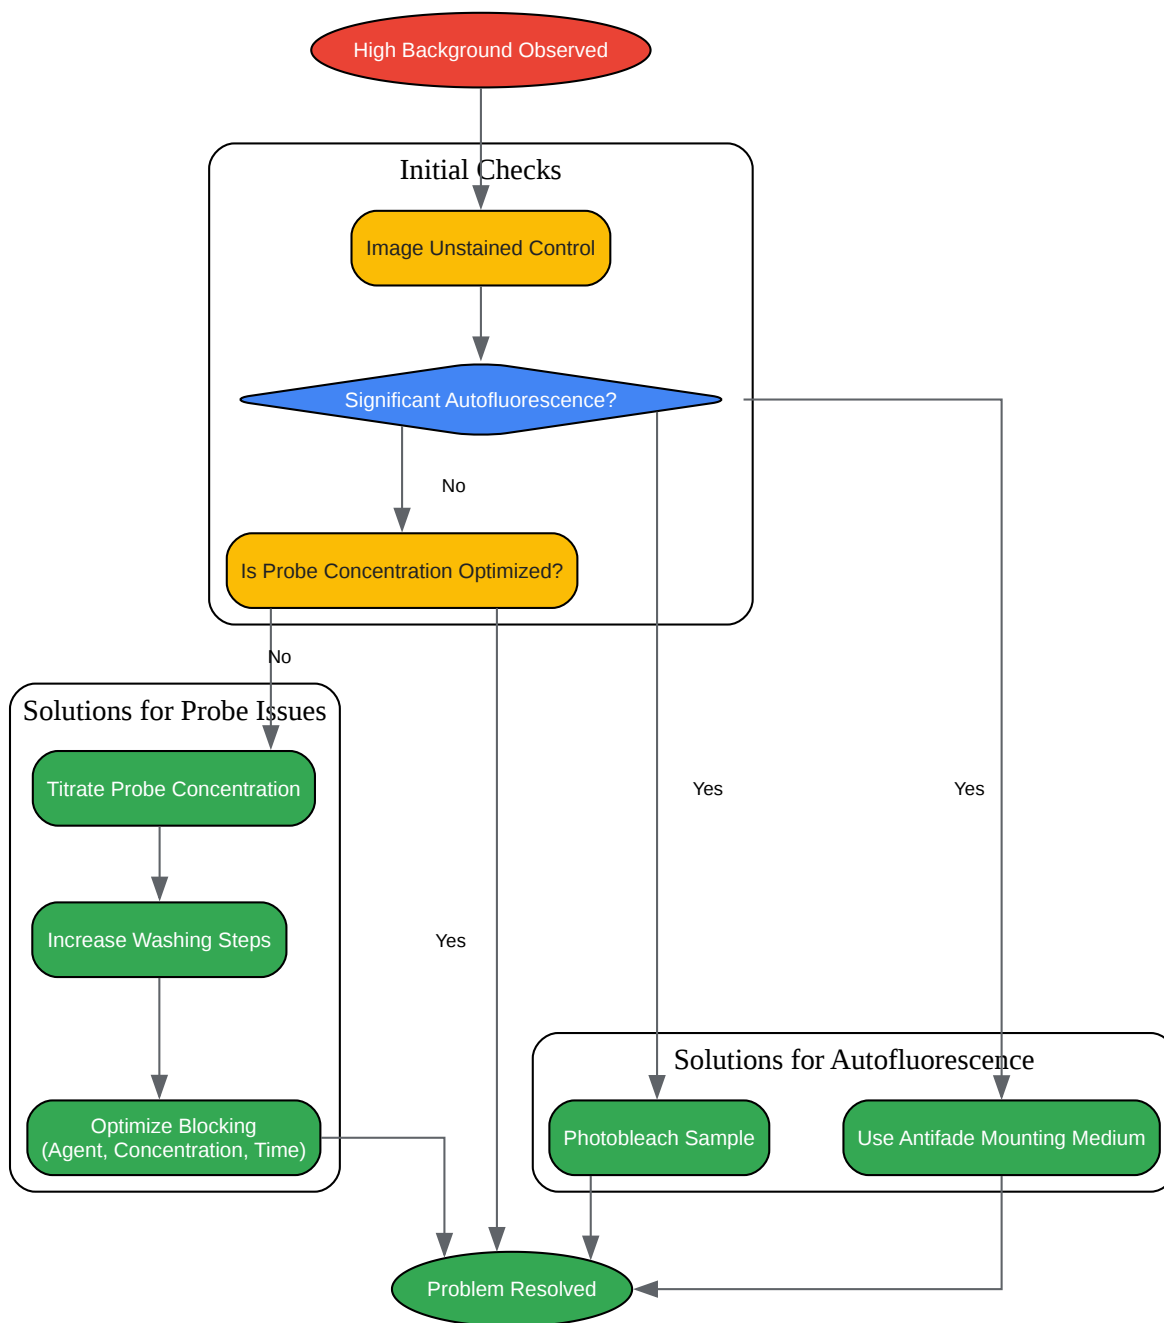 High Background Observed
Initial Checks
Image Unstained Control
Significant Autofluorescence?
No
Is Probe Concentration Optimized?
No
Solutions for Probe Issues
Titrate Probe Concentration
Yes
Yes
Increase Washing Steps
Yes
Solutions for Autofluorescence
Optimize Blocking
(Agent, Concentration, Time)
Photobleach Sample
Use Antifade Mounting Medium
Problem Resolved